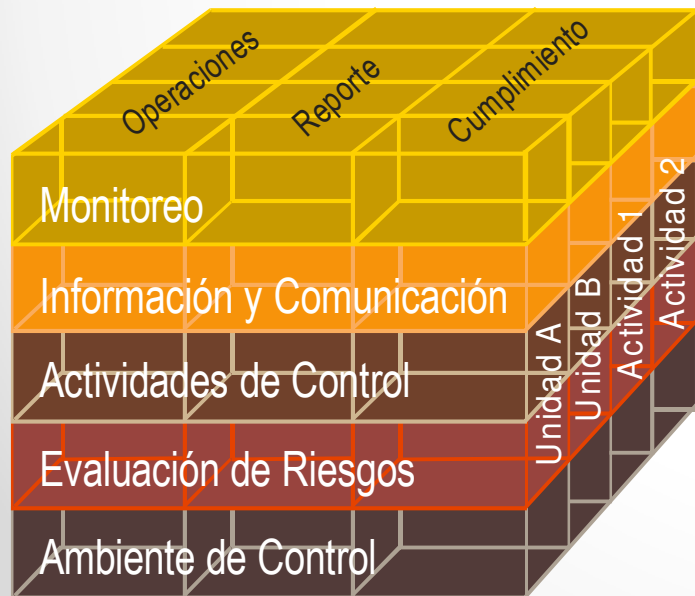 Operaciones
Reporte
Cumplimiento
Monitoreo
Información y Comunicación
Actividades de Control
Evaluación de Riesgos
Ambiente de Control
Unidad A
Unidad B
Actividad 1
Actividad 2